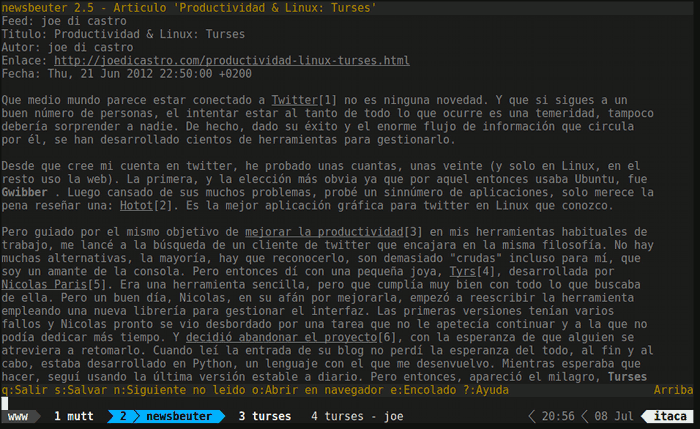 newsbeuter 2.5 - Articulo 'Productividad & Linux: Turses'
Feed: joe di castro
Título: Productividad & Linux: Turses
Autor: joe di castro
Enlace: http://joedicastro.com/productividad-linux-turses.html
Fecha: Thu, 21 Jun 2012 22:50:00 +0200
Que medio mundo parece estar conectado a Twitter[1] no es ninguna novedad. Y que si sigues a un
buen número de personas, el intentar estar al tanto de todo lo que ocurre es una temeridad, tampoco
debería sorprender a nadie. De hecho, dado su éxito y el enorme flujo de información que circula
por él, se han desarrollado cientos de herramientas para gestionarlo.
Desde que cree mi cuenta en twitter, he probado unas cuantas, unas veinte (y solo en Linux, en el
resto uso la web). La primera, y la elección más obvia ya que por aquel entonces usaba Ubuntu, fue
Gwibber . Luego cansado de sus muchos problemas, probé un sinnúmero de aplicaciones, solo merece la
pena reseñar una: Hotot[2]. Es la mejor aplicación gráfica para twitter en Linux que conozco.
Pero guiado por el mismo objetivo de mejorar la productividad[3] en mis herramientas habituales de
trabajo, me lancé a la búsqueda de un cliente de twitter que encajara en la misma filosofía. No hay
muchas alternativas, la mayoría, hay que reconocerlo, son demasiado "crudas" incluso para mí, que
soy un amante de la consola. Pero entonces dí con una pequeña joya, Tyrs[4], desarrollada por
Nicolas Paris[5]. Era una herramienta sencilla, pero que cumplía muy bien con todo lo que buscaba
de ella. Pero un buen día, Nicolas, en su afán por mejorarla, empezó a reescribir la herramienta
empleando una nueva librería para gestionar el interfaz. Las primeras versiones tenían varios
fallos y Nicolas pronto se vio desbordado por una tarea que no le apetecía continuar y a la que no
podía dedicar más tiempo. Y decidió abandonar el proyecto[6], con la esperanza de que alguien se
atreviera a retomarlo. Cuando leí la entrada de su blog no perdí la esperanza del todo, al fin y al
cabo, estaba desarrollado en Python, un lenguaje con el que me desenvuelvo. Mientras esperaba que
hacer, seguí usando la última versión estable a diario. Pero entonces, apareció el milagro, Turses
q:Salir s:Salvar n:Siguiente no leido o:Abrir en navegador e:Encolado ?:Ayuda Arriba
www 1 mutt 2 newsbeuter 3 turses 4 turses - joe 20:56 08 Jul itaca